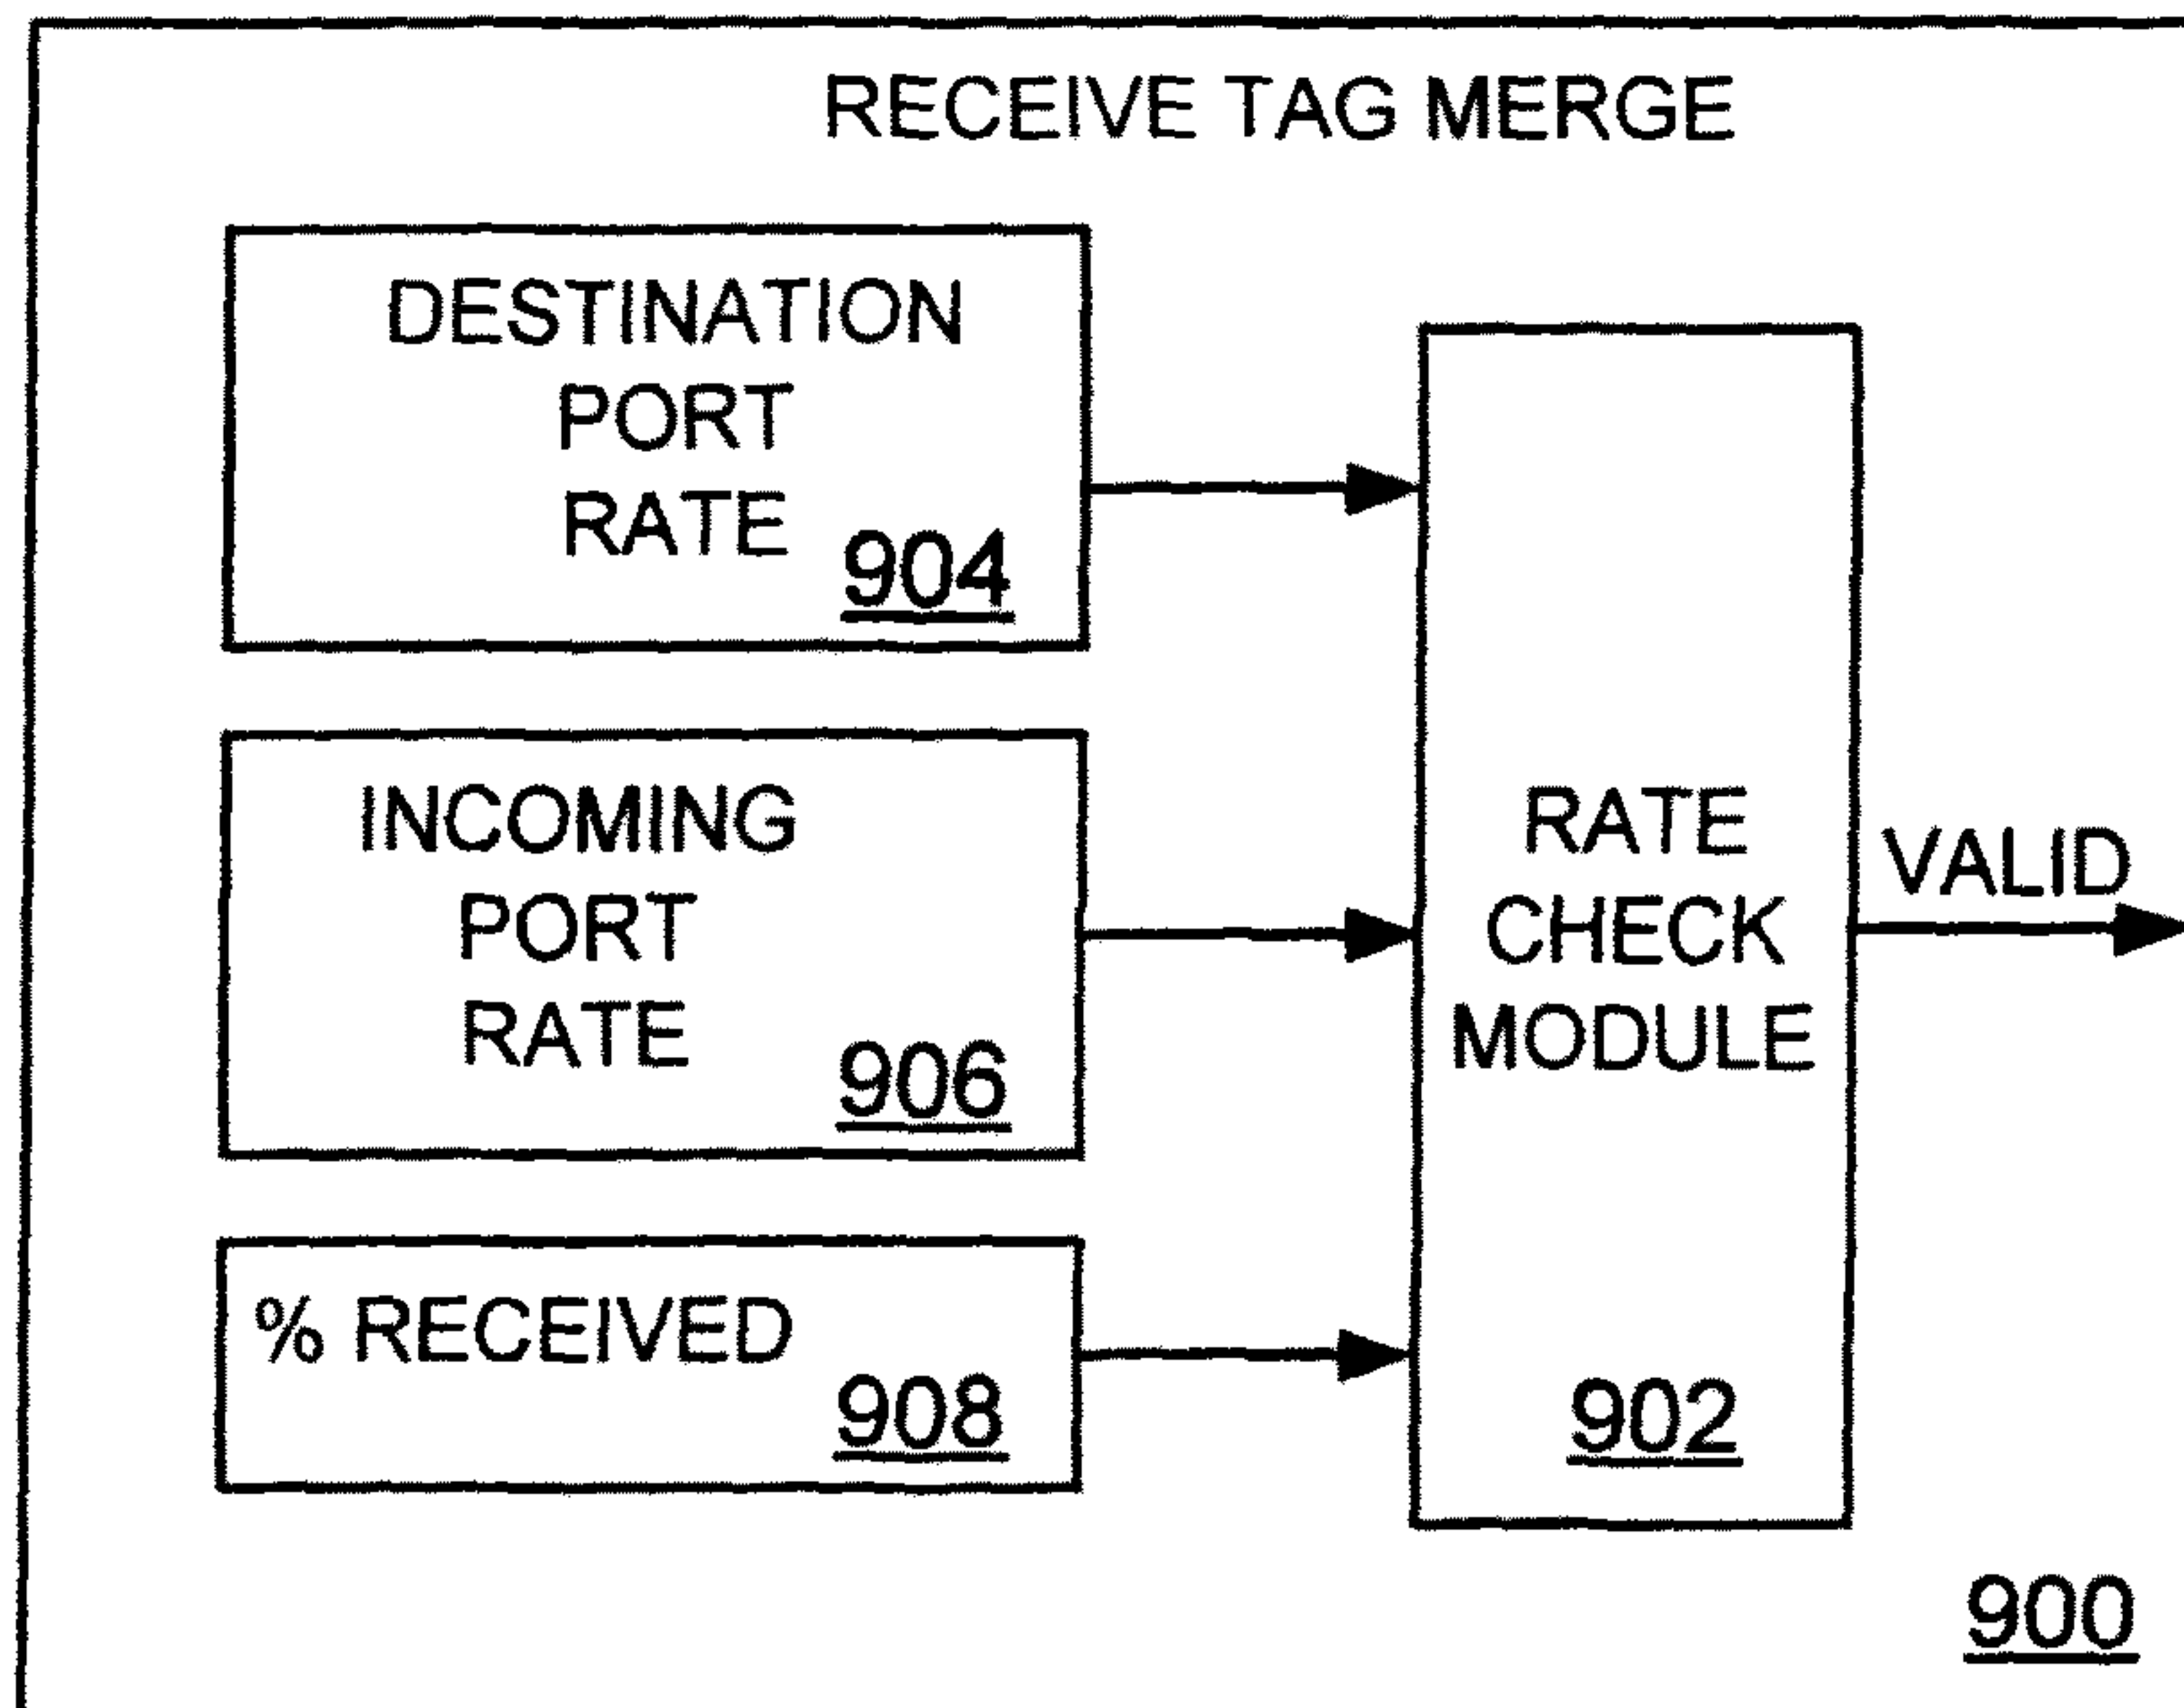 RECEIVE TAG MERGE
DESTINATION
PORT
RATE
904
INCOMING
PORT
RATE
906
% RECEIVED
908
RATE
CHECK
MODULE
902
VALID
900